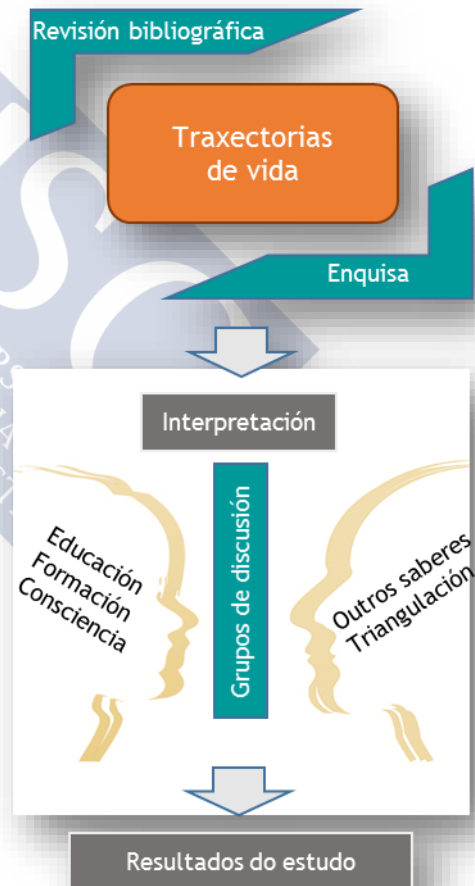 Revisión bibliográfica
Traxectorias
de vida
Enquisa
Interpretación
Educación
Formación
Consciencia
Grupos de discusión
Outros saberes
Triangulación
Resultados do estudo